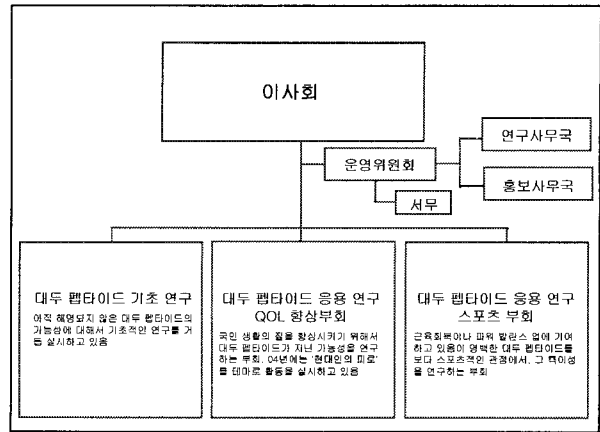 이사회
운영위원회
연구사무국
홍보사무국
서무
대두 펩타이드 기초 연구
아직 해명되지 않은 대두 펩타이드의
가능성에 대해서 기초적인 연구를 거
듭 실시하고 있음
대두 펩타이드 응용 연구
QOL 향상부회
국민 생활의 질을 향상시키기 위해서
대두 펩타이드가 지닌 가능성을 연구
하는 부회. 04년에는 '현대인의 피로'
를 테마로 활동을 실시하고 있음
대두 펩타이드 응용 연구
스포츠 부회
근육회복이나 파워 발란스 업에 기여
하고 있음이 명백한 대두 펩타이드를
보다 스포츠적인 관점에서, 그 특이성
을 연구하는 부회